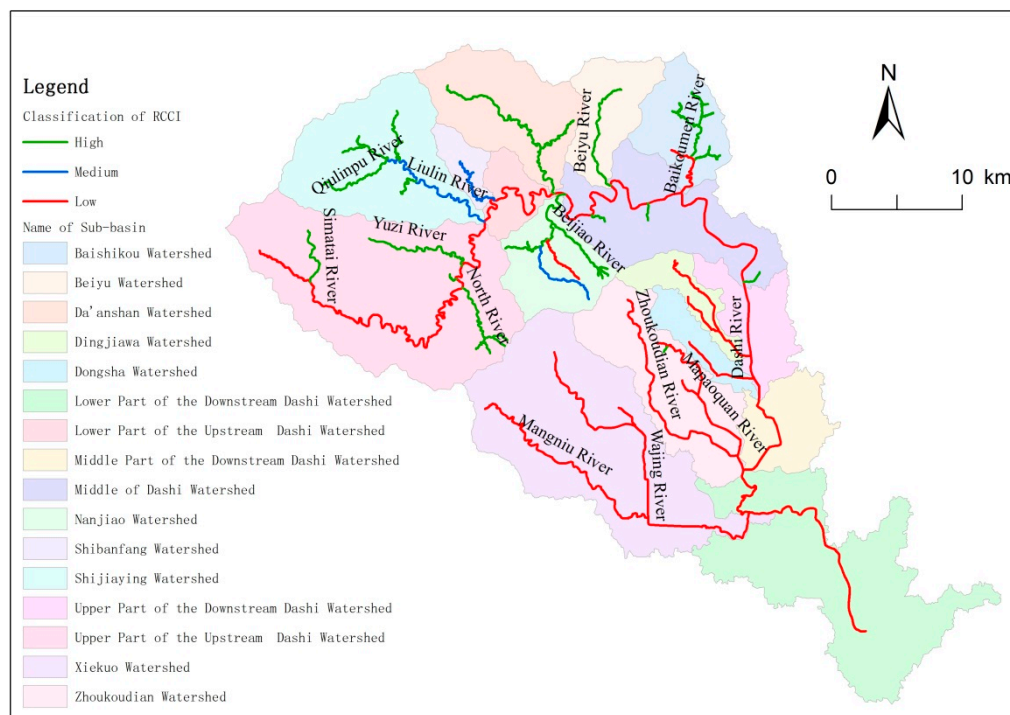 Legend
Classification of RCCI
High
Medium
Low
Name of Sub-basin
Baishikou Watershed
Beiyu Watershed
Da'anshan Watershed
Dingjiawa Watershed
Dongsha Watershed
Lower Part of the Downstream Dashi Watershed
Lower Part of the Upstream Dashi Watershed
Middle Part of the Downstream Dashi Watershed
Middle of Dashi Watershed
Nanjiao Watershed
Shibanfang Watershed
Shijiaying Watershed
Upper Part of the Downstream Dashi Watershed
Upper Part of the Upstream Dashi Watershed
Xiekuo Watershed
Zhoukoudian Watershed
Qiulinpu River
Liulin River
Beiyu River
Baikoumen River
Simatai River
Yuzi River
North River
Beijiao River
Zhoukoudian River
Mapaoquan River
Dashi River
Mangniu River
Wajing River
N
0 10 km